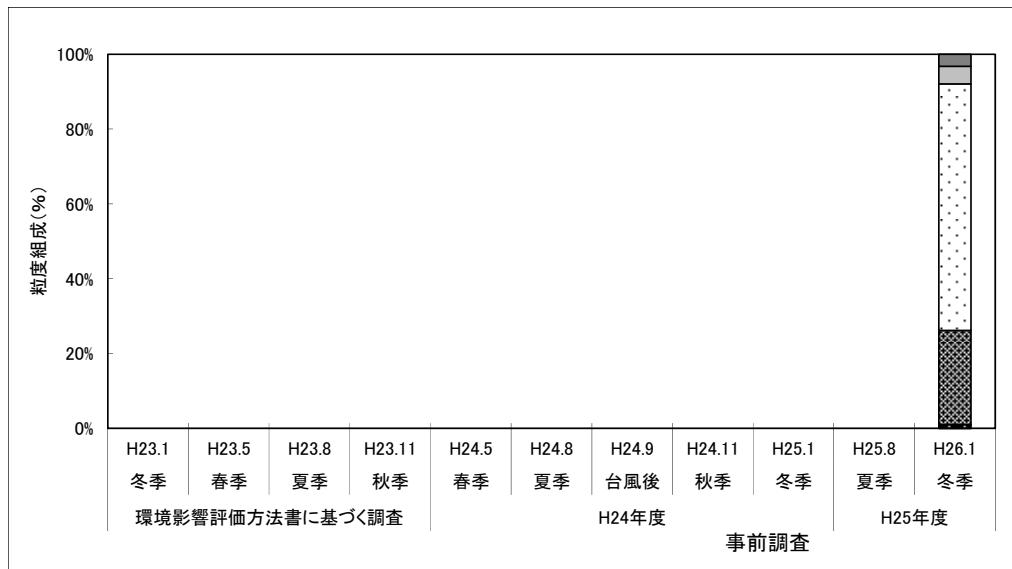 100%
80%
60%
40%
20%
0%
粒度組成(%)
H23.1 H23.5 H23.8 H23.11 H24.5 H24.8 H24.9 H24.11 H25.1 H25.8 H26.1
冬季 春季 夏季 秋季 春季 夏季 台風後 秋季 冬季 夏季 冬季
環境影響評価方法書に基づく調査 H24年度 H25年度
事前調査